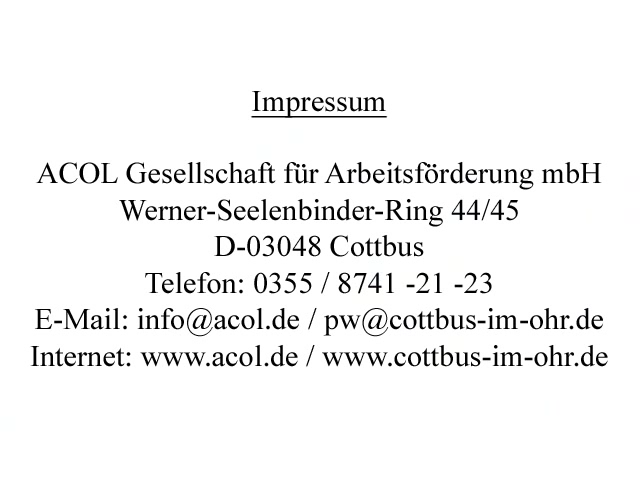 Impressum
ACOL Gesellschaft für Arbeitsförderung mbH
Werner-Seelenbinder-Ring 44/45
D-03048 Cottbus
Telefon: 0355 / 8741 -21 -23
E-Mail: info@acol.de / pw@cottbus-im-ohr.de
Internet: www.acol.de / www.cottbus-im-ohr.de